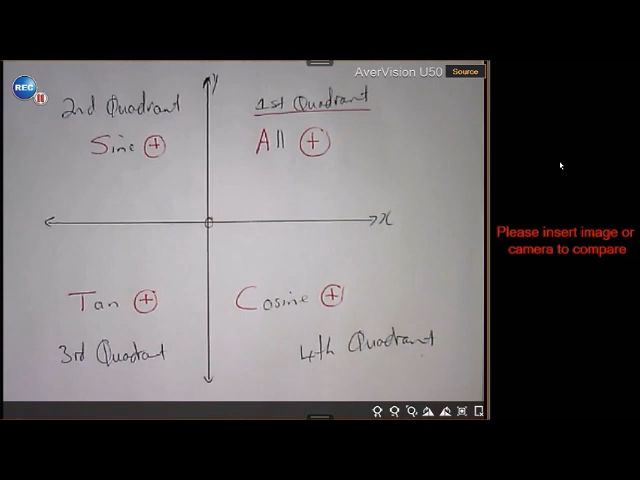 AverVision U50
Source
REC
y
2nd Quadrant
1st Quadrant
Sine +
All +
x
Please insert image or
camera to compare
Tan +
Cosine +
3rd Quadrant
4th Quadrant